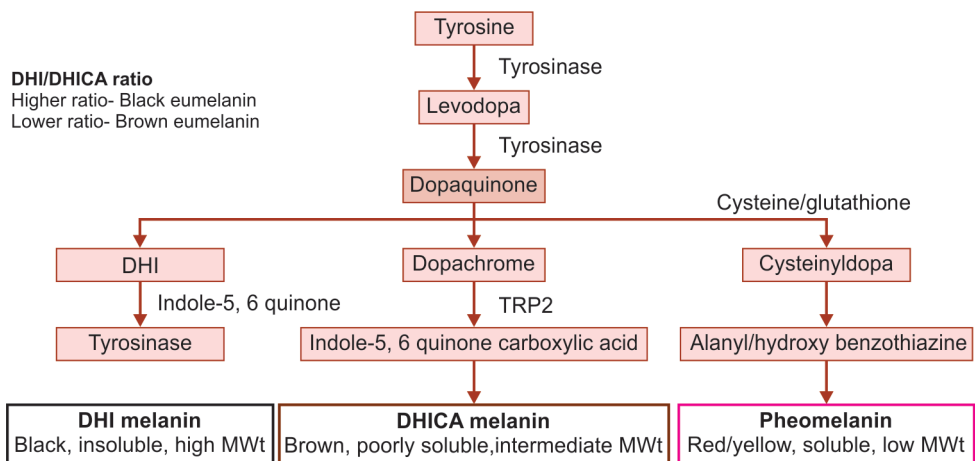 Tyrosine
Tyrosinase
DHI/DHICA ratio
Higher ratio- Black eumelanin
Lower ratio- Brown eumelanin
Levodopa
Tyrosinase
Dopaquinone
Cysteine/glutathione
DHI
Dopachrome
Cysteinyldopa
Indole-5, 6 quinone
TRP2
Tyrosinase
Indole-5, 6 quinone carboxylic acid
Alanyl/hydroxy benzothiazine
DHI melanin
Black, insoluble, high MWt
DHICA melanin
Brown, poorly soluble,intermediate MWt
Pheomelanin
Red/yellow, soluble, low MWt